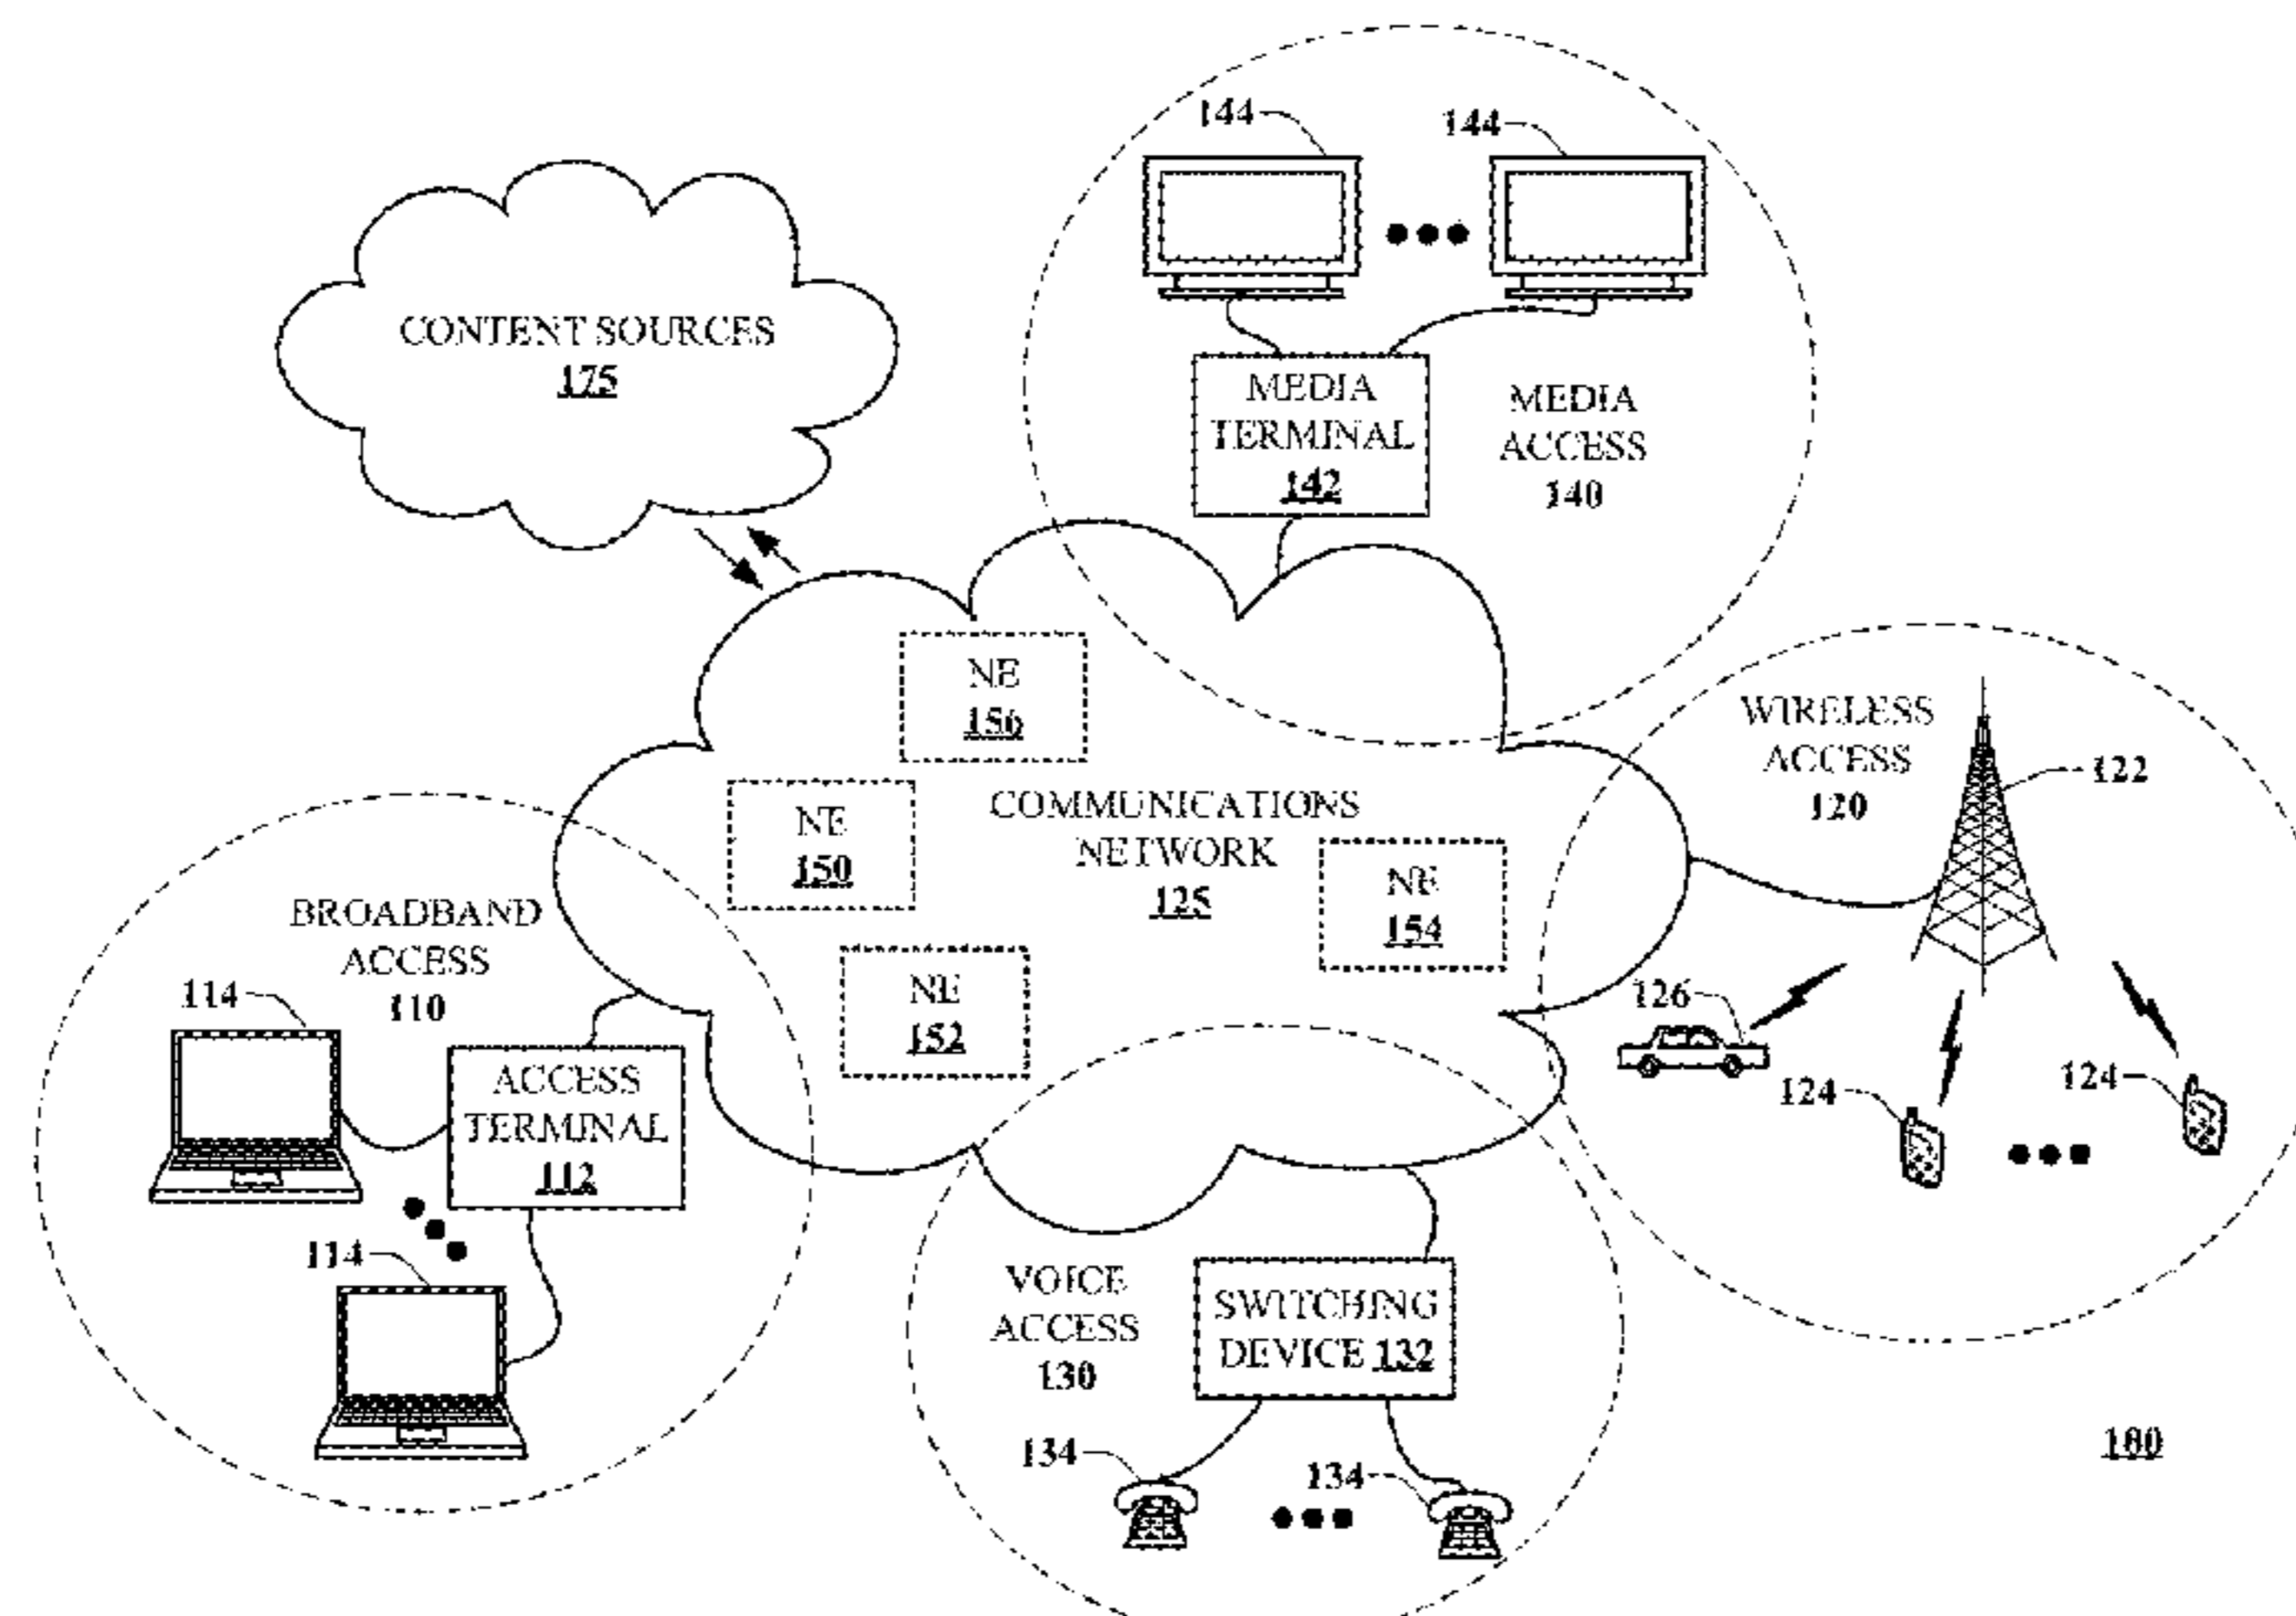 144
144
CONTENT SOURCES
175
MEDIA
TERMINAL
142
MEDIA
ACCESS
140
NE
156
WIRELESS
ACCESS
120
122
NE
150
COMMUNICATIONS
NETWORK
125
NE
154
BROADBAND
ACCESS
110
114
NE
152
126
124
124
ACCESS
TERMINAL
112
114
VOICE
ACCESS
130
SWITCHING
DEVICE 132
134
134
100